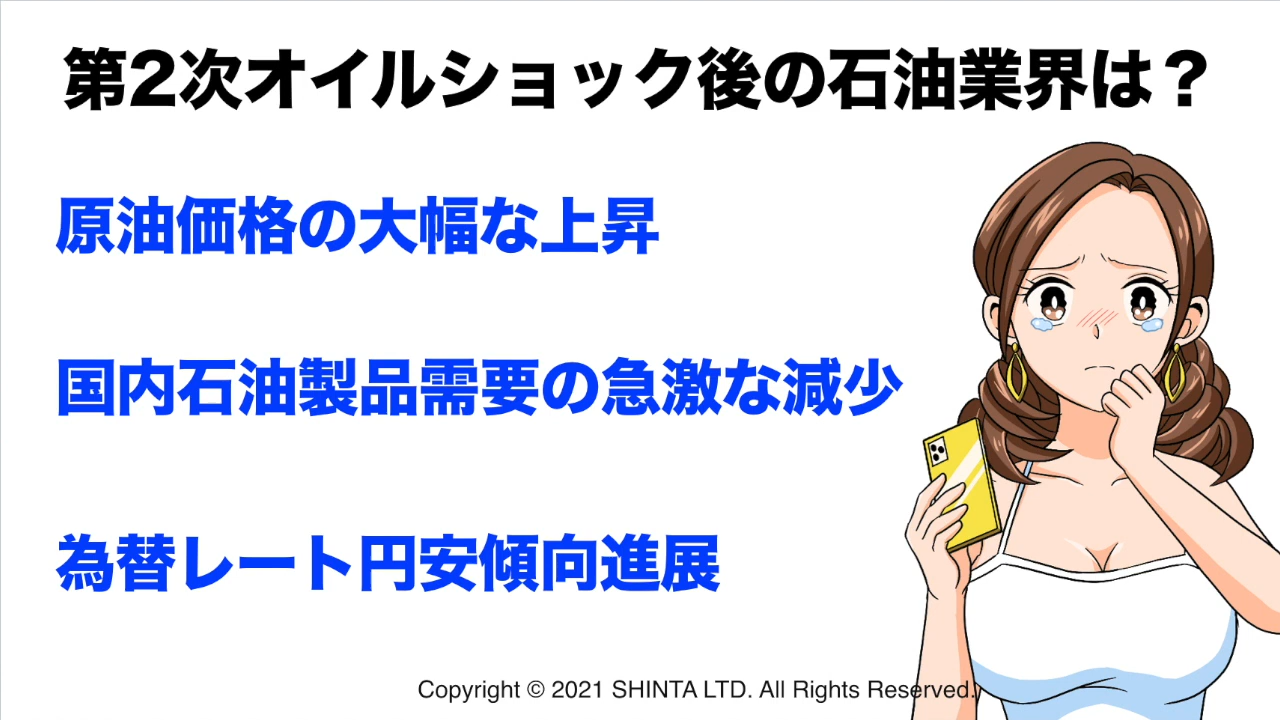 第2次オイルショック後の石油業界は？
原油価格の大幅な上昇
国内石油製品需要の急激な減少
為替レート円安傾向進展
Copyright © 2021 SHINTA LTD. All Rights Reserved.